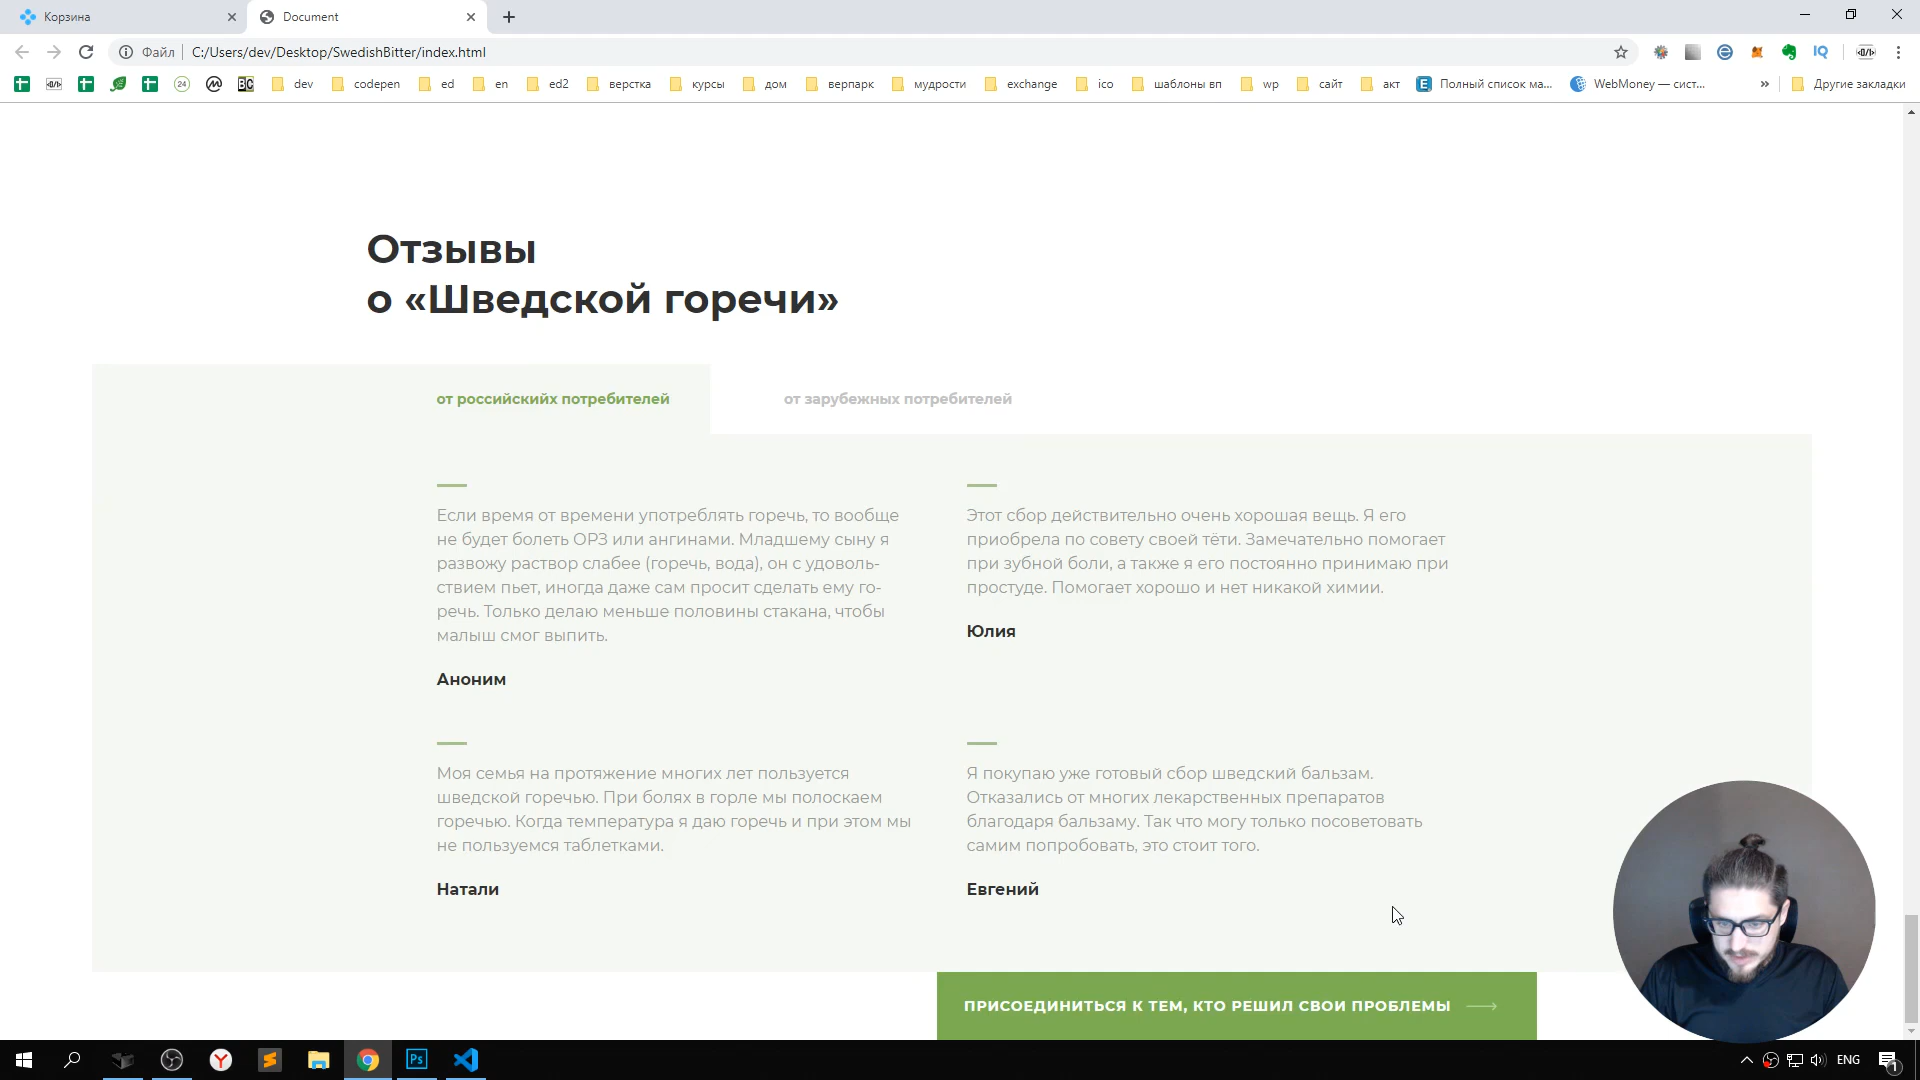 Корзина
Document
Файл
C:/Users/dev/Desktop/SwedishBitter/index.html
IQ
24
BC
dev
codepen
ed
en
ed2
верстка
курсы
дом
верпарк
мудрости
exchange
ico
шаблоны вп
wp
сайт
акт
E
Полный список ма...
WebMoney — сист...
»
Другие закладки
Отзывы
о «Шведской горечи»
от российскийх потребителей
от зарубежных потребителей
Если время от времени употреблять горечь, то вообще
не будет болеть ОРЗ или ангинами. Младшему сыну я
развожу раствор слабее (горечь, вода), он с удоволь-
ствием пьет, иногда даже сам просит сделать ему го-
речь. Только делаю меньше половины стакана, чтобы
малыш смог выпить.
Аноним
Этот сбор действительно очень хорошая вещь. Я его
приобрела по совету своей тёти. Замечательно помогает
при зубной боли, а также я его постоянно принимаю при
простуде. Помогает хорошо и нет никакой химии.
Юлия
Моя семья на протяжение многих лет пользуется
шведской горечью. При болях в горле мы полоскаем
горечью. Когда температура я даю горечь и при этом мы
не пользуемся таблетками.
Натали
Я покупаю уже готовый сбор шведский бальзам.
Отказались от многих лекарственных препаратов
благодаря бальзаму. Так что могу только посоветовать
самим попробовать, это стоит того.
Евгений
ПРИСОЕДИНИТЬСЯ К ТЕМ, КТО РЕШИЛ СВОИ ПРОБЛЕМЫ
Ps
ENG
1